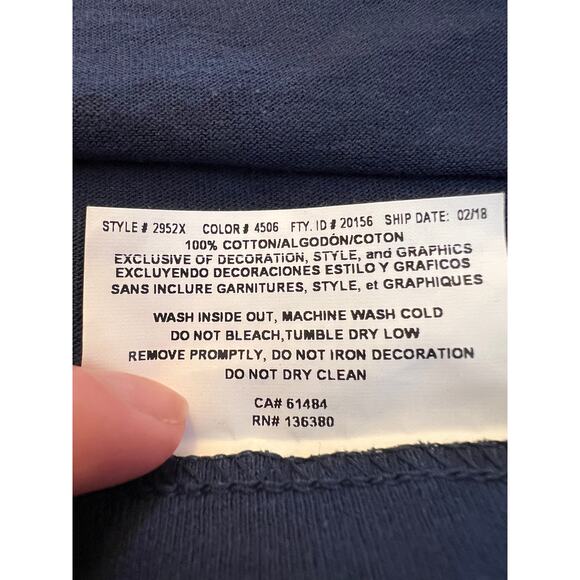 STYLE # 2952X COLOR # 4506 FTY. ID # 20156 SHIP DATE: 02/18
100% COTTON/ALGODÓN/COTON
EXCLUSIVE OF DECORATION, STYLE, and GRAPHICS
EXCLUYENDO DECORACIONES ESTILO Y GRAFICOS
SANS INCLURE GARNITURES, STYLE, et GRAPHIQUES
WASH INSIDE OUT, MACHINE WASH COLD
DO NOT BLEACH,TUMBLE DRY LOW
REMOVE PROMPTLY, DO NOT IRON DECORATION
DO NOT DRY CLEAN
CA# 61484
RN# 136380